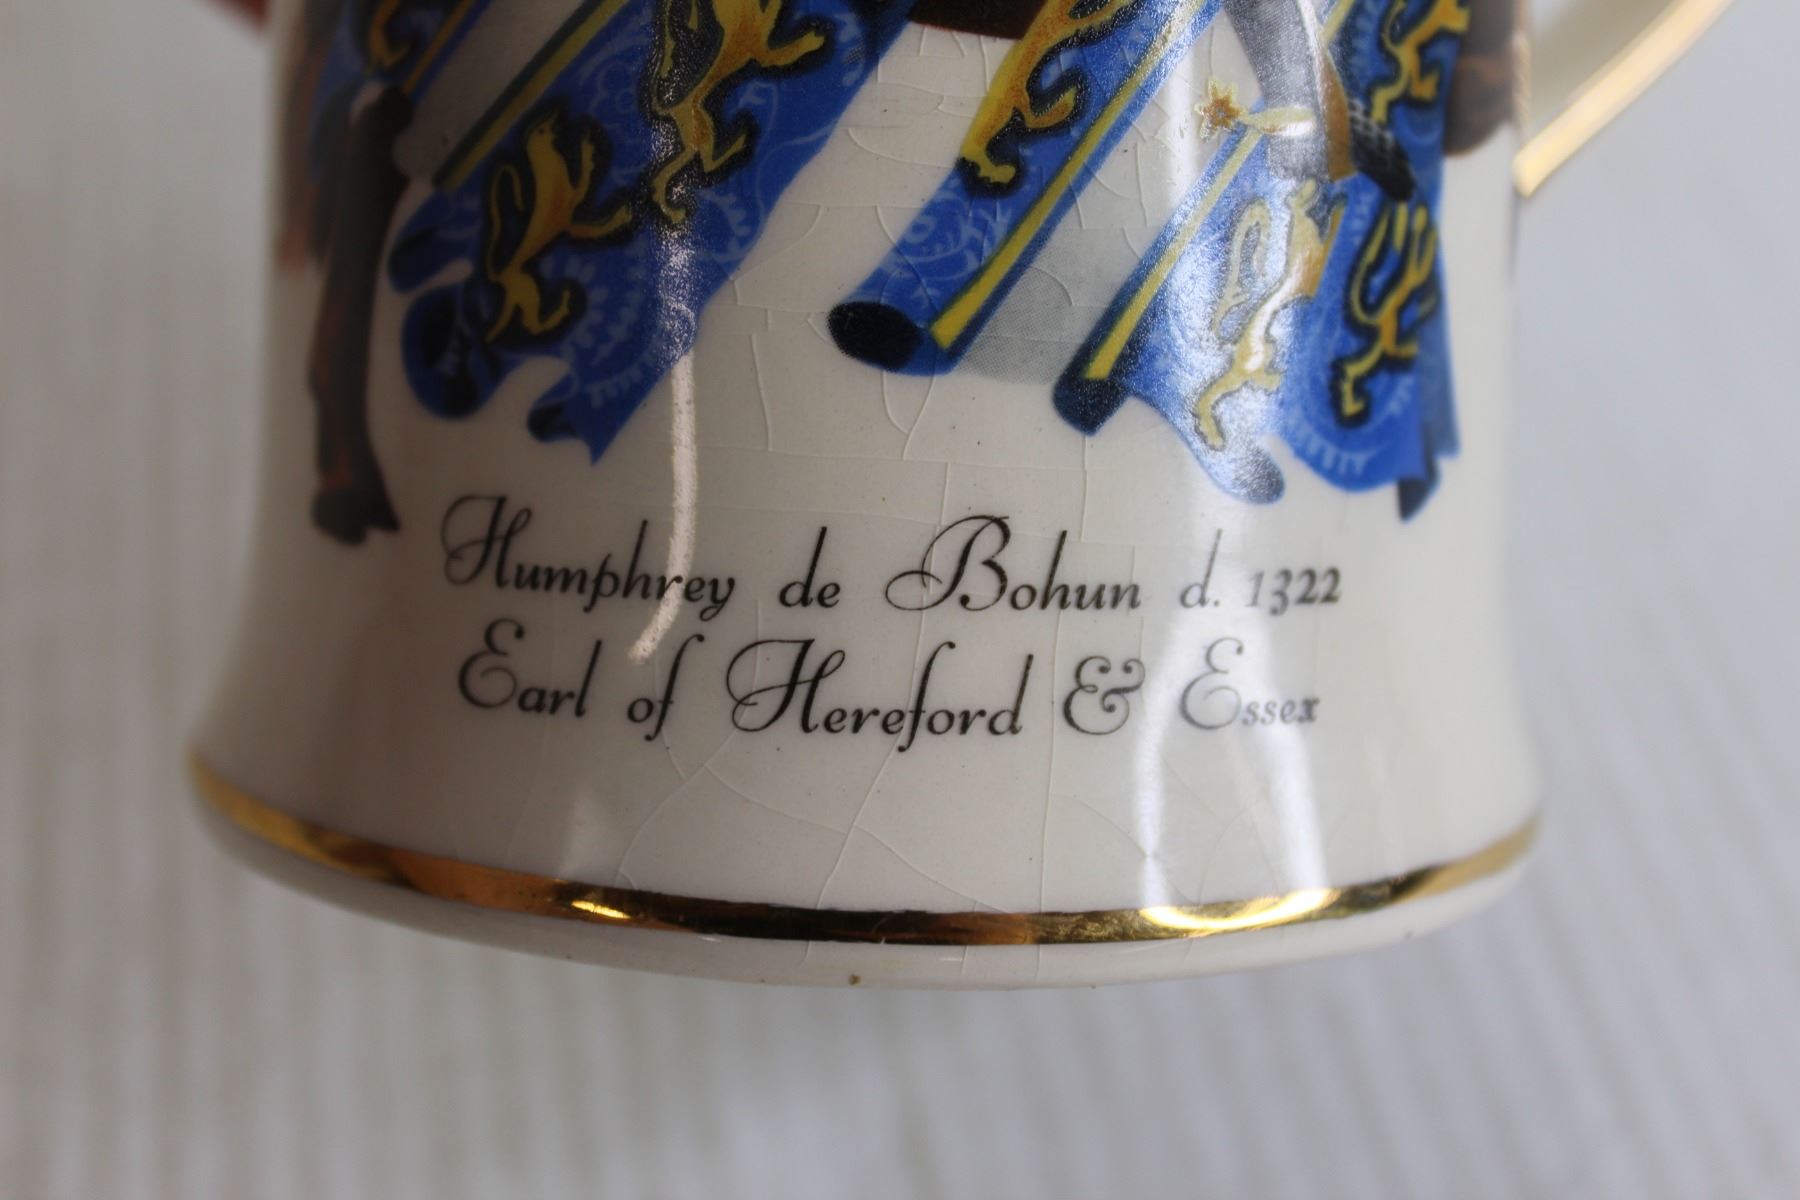 Humphrey de Bohun d. 1322
Earl of Hereford & Essex